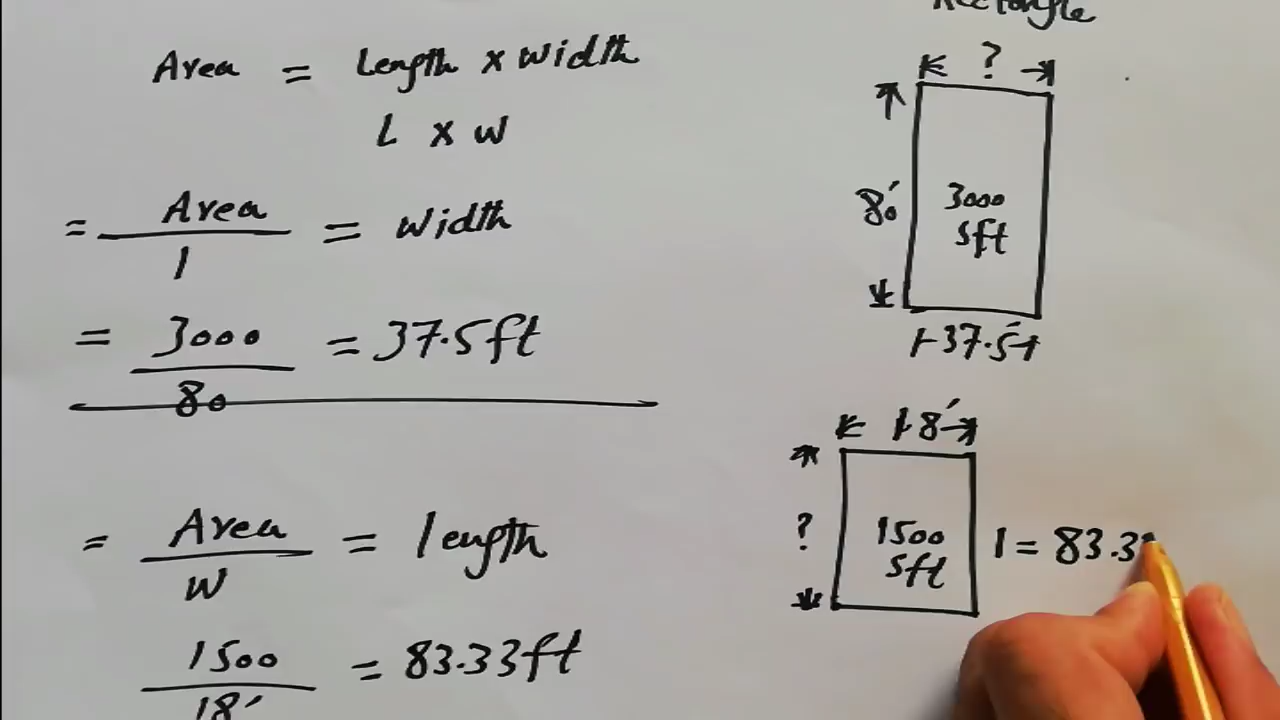 Area = Length x Width
L x W
= Area / l = Width
= 3000 / 80 = 37.5ft
= Area / W = length
1500 / 18' = 83.33ft
Rectangle
?
80'
3000
sft
37.5'
18'
?
1500
sft
l = 83.3